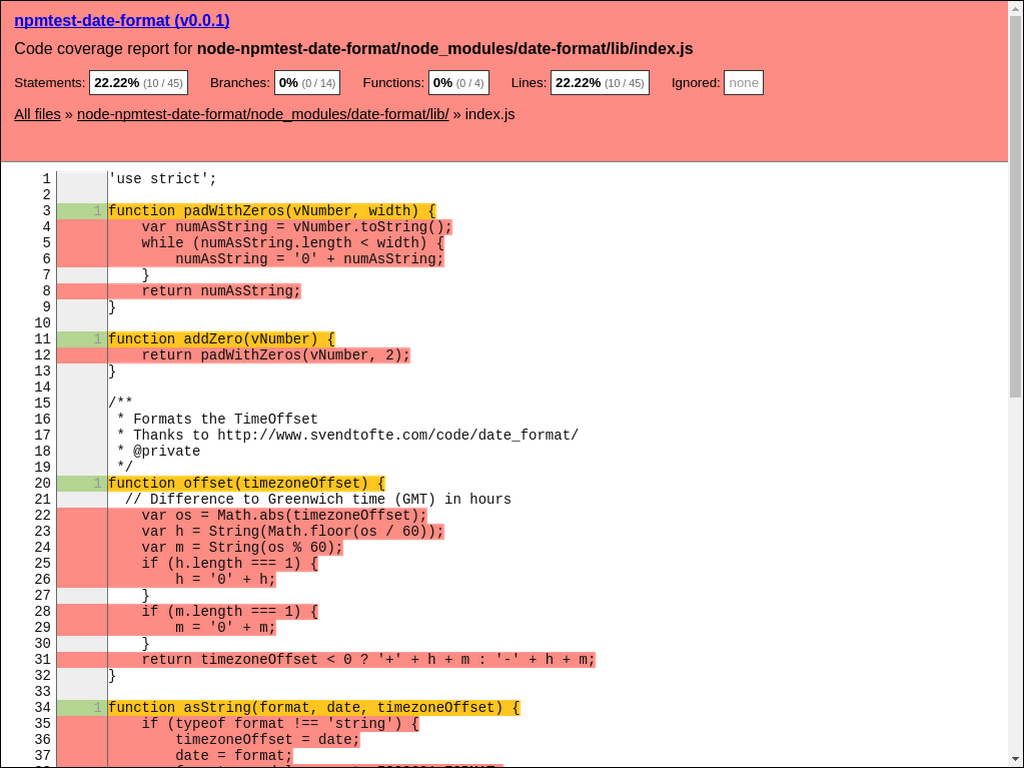 npmtest-date-format (v0.0.1)
Code coverage report for node-npmtest-date-format/node_modules/date-format/lib/index.js
Statements: 22.22% (10 / 45) Branches: 0% (0 / 14) Functions: 0% (0 / 4) Lines: 22.22% (10 / 45) Ignored: none
All files » node-npmtest-date-format/node_modules/date-format/lib/ » index.js
1 'use strict';
2
3 1 function padWithZeros(vNumber, width) {
4     var numAsString = vNumber.toString();
5     while (numAsString.length < width) {
6         numAsString = '0' + numAsString;
7     }
8     return numAsString;
9 }
10
11 1 function addZero(vNumber) {
12     return padWithZeros(vNumber, 2);
13 }
14
15 /**
16  * Formats the TimeOffset
17  * Thanks to http://www.svendtofte.com/code/date_format/
18  * @private
19  */
20 1 function offset(timezoneOffset) {
21   // Difference to Greenwich time (GMT) in hours
22     var os = Math.abs(timezoneOffset);
23     var h = String(Math.floor(os / 60));
24     var m = String(os % 60);
25     if (h.length === 1) {
26         h = '0' + h;
27     }
28     if (m.length === 1) {
29         m = '0' + m;
30     }
31     return timezoneOffset < 0 ? '+' + h + m : '-' + h + m;
32 }
33
34 1 function asString(format, date, timezoneOffset) {
35     if (typeof format !== 'string') {
36         timezoneOffset = date;
37         date = format;